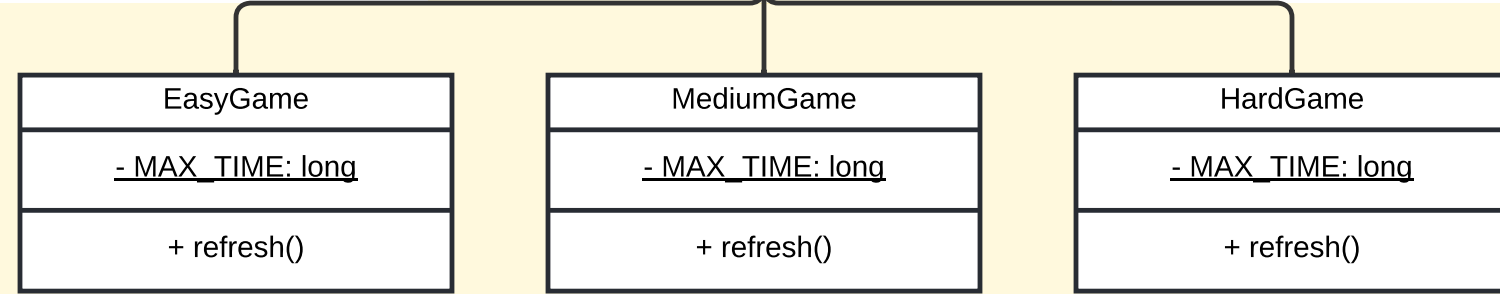 EasyGame
- MAX_TIME: long
+ refresh()
MediumGame
- MAX_TIME: long
+ refresh()
HardGame
- MAX_TIME: long
+ refresh()